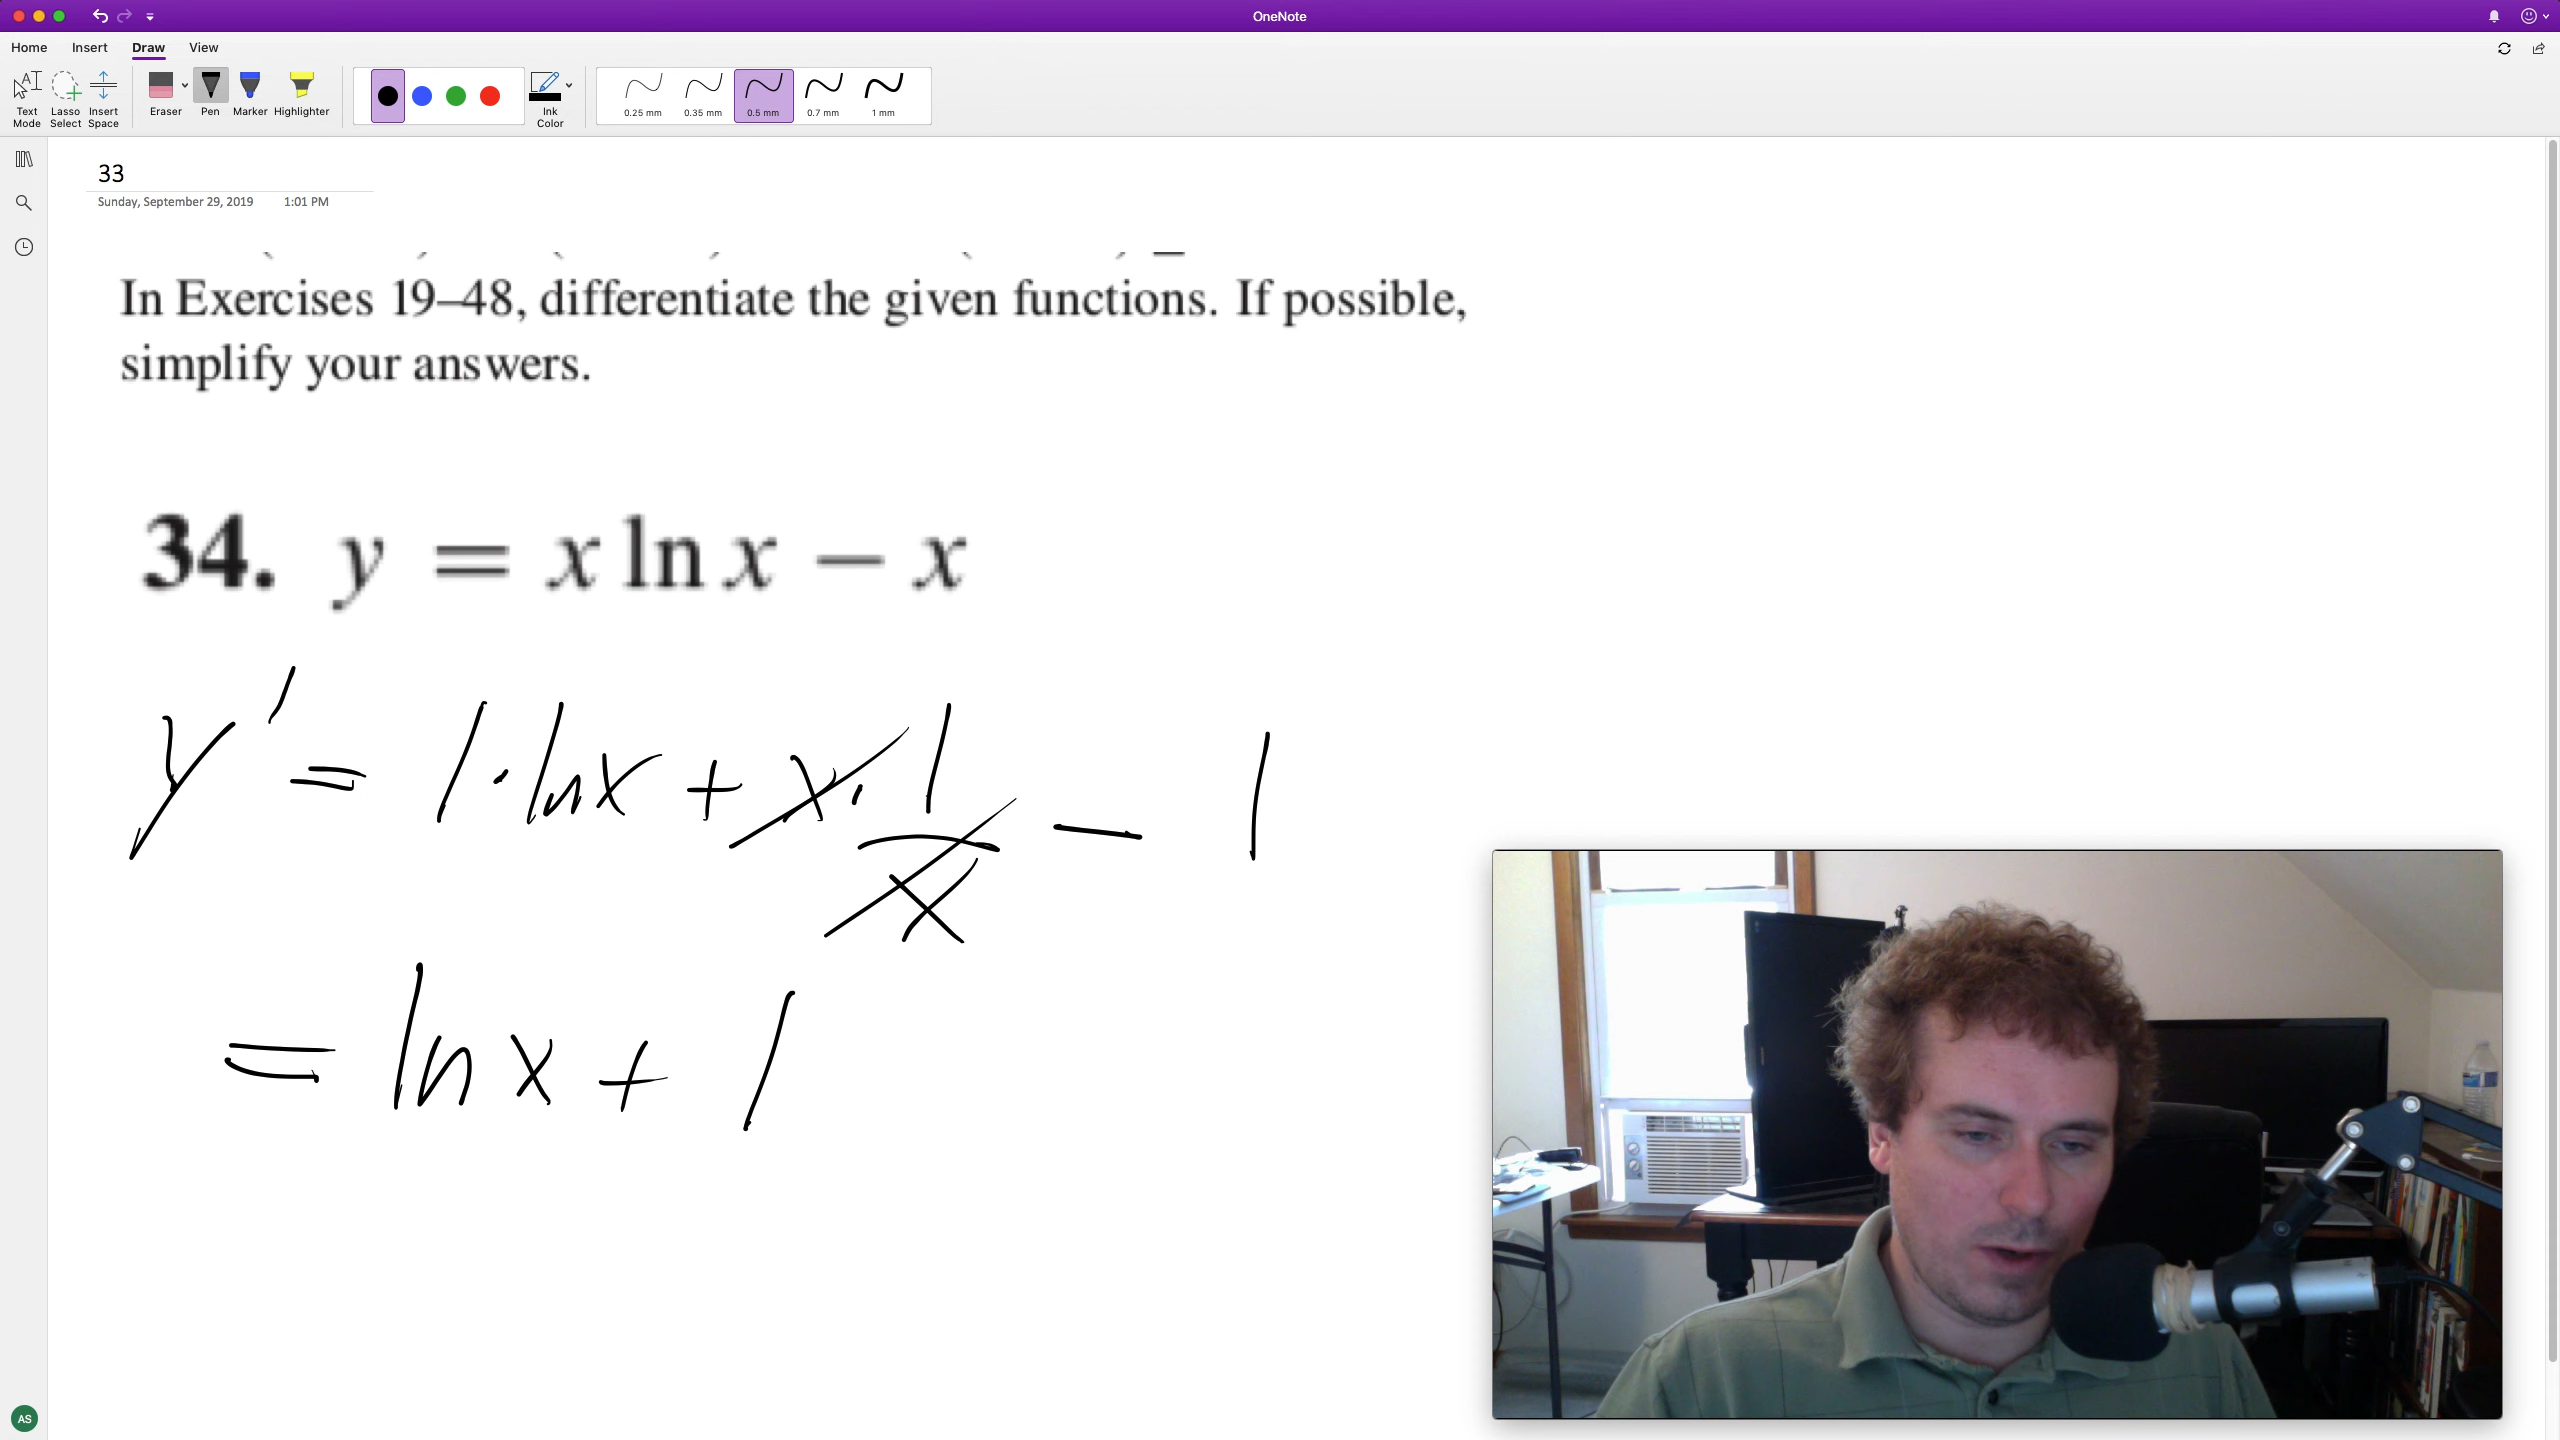 OneNote
Home Insert Draw View
Text Mode Lasso Select Insert Space Eraser Pen Marker Highlighter Ink Color 0.25 mm 0.35 mm 0.5 mm 0.7 mm 1 mm
33
Sunday, September 29, 2019 1:01 PM
In Exercises 19–48, differentiate the given functions. If possible,
simplify your answers.
34. y = x ln x − x
y' = 1 · ln x + x · 1/x − 1
= ln x + 1
AS